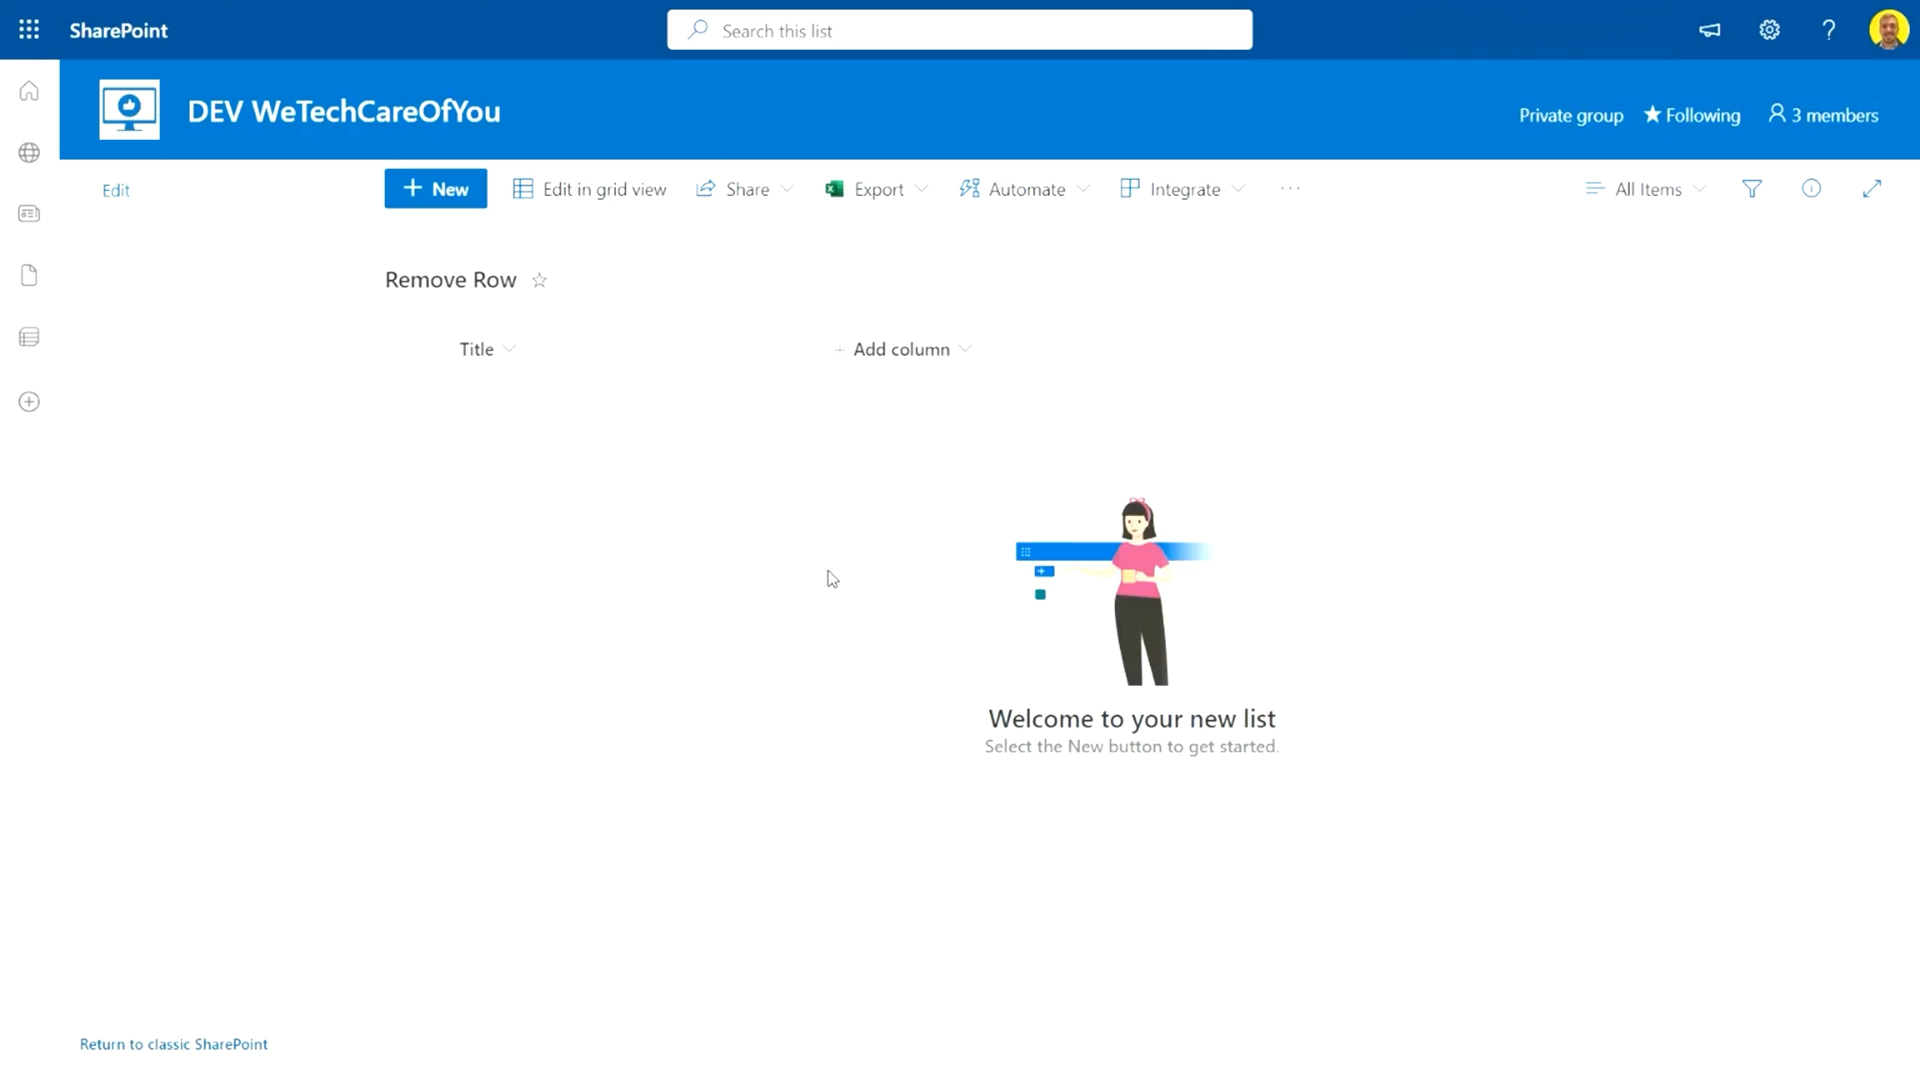 SharePoint
Search this list
DEV WeTechCareOfYou
Private group
Following
3 members
Edit
+ New
Edit in grid view
Share
Export
Automate
Integrate
...
All Items
Remove Row
Title
+ Add column
Welcome to your new list
Select the New button to get started.
Return to classic SharePoint